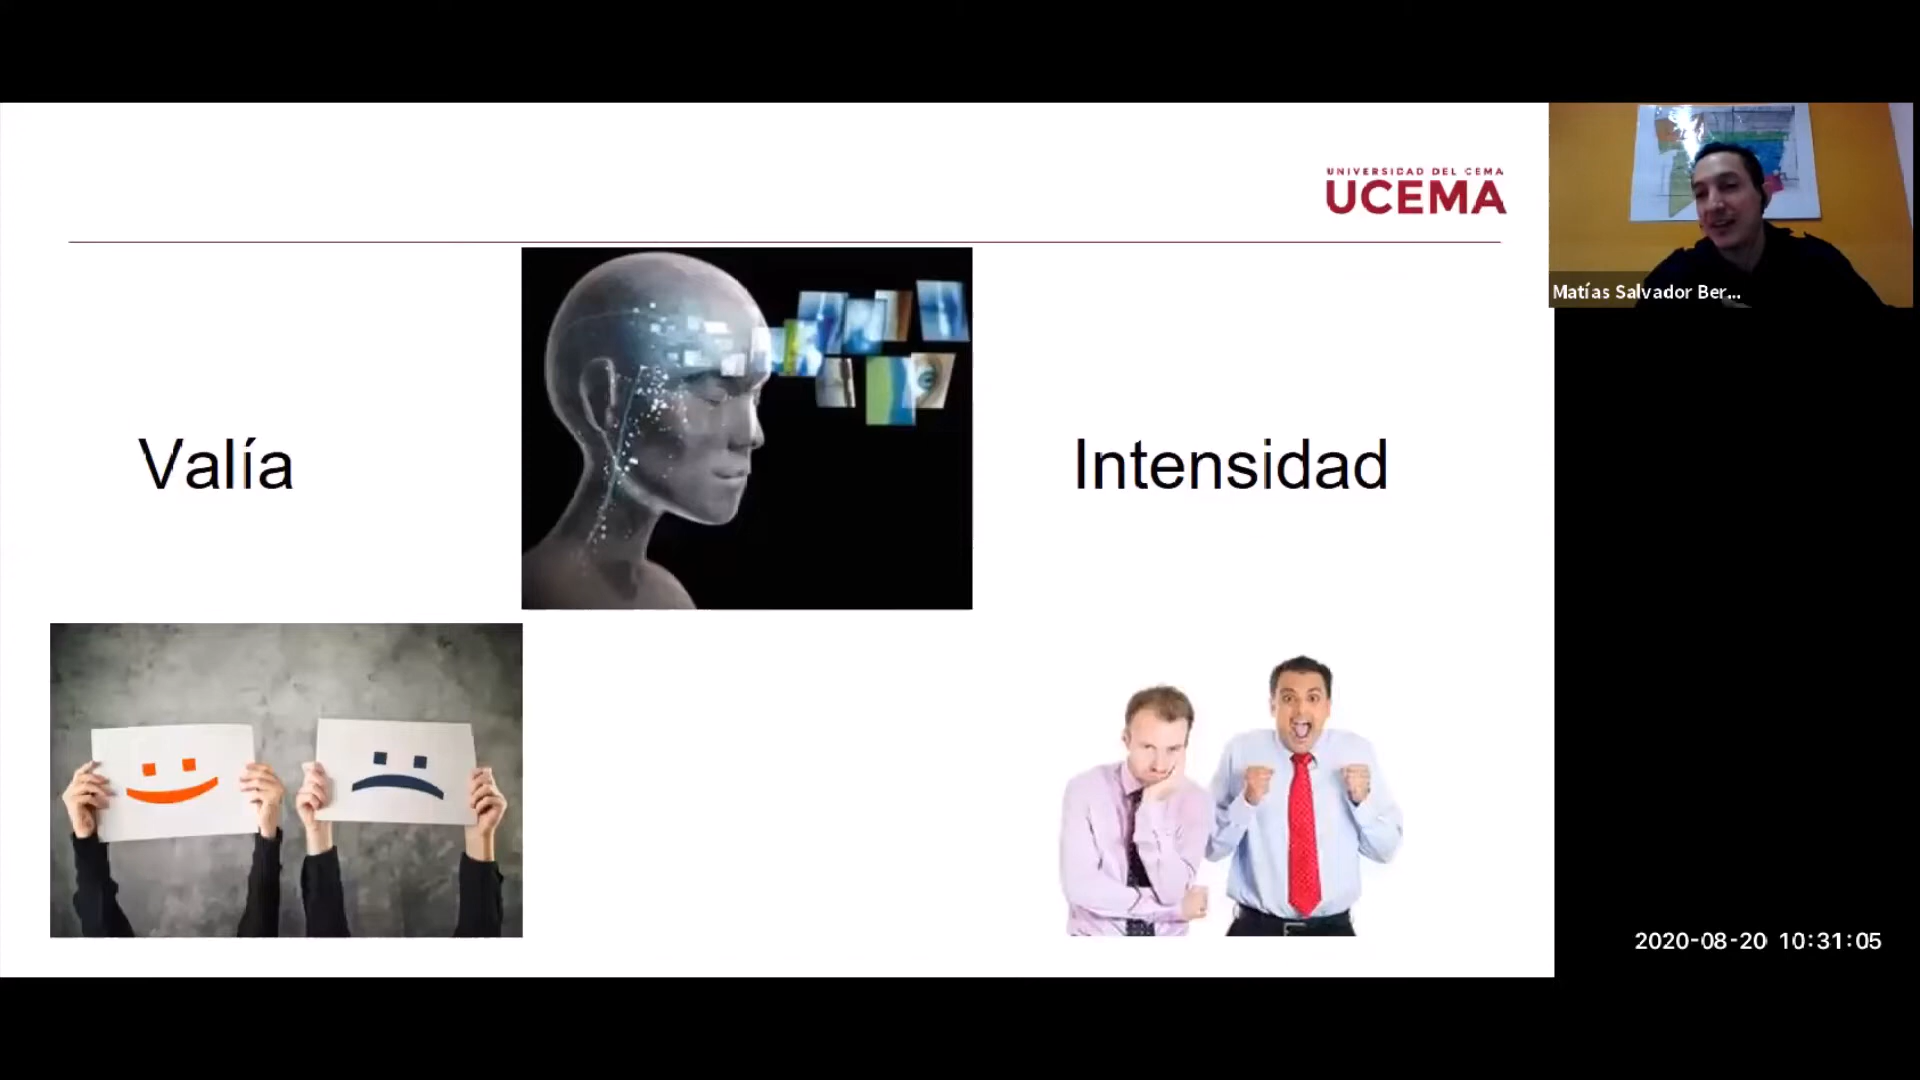 UNIVERSIDAD DEL CEMA
UCEMA
Matías Salvador Ber...
Valía
Intensidad
2020-08-20 10:31:05